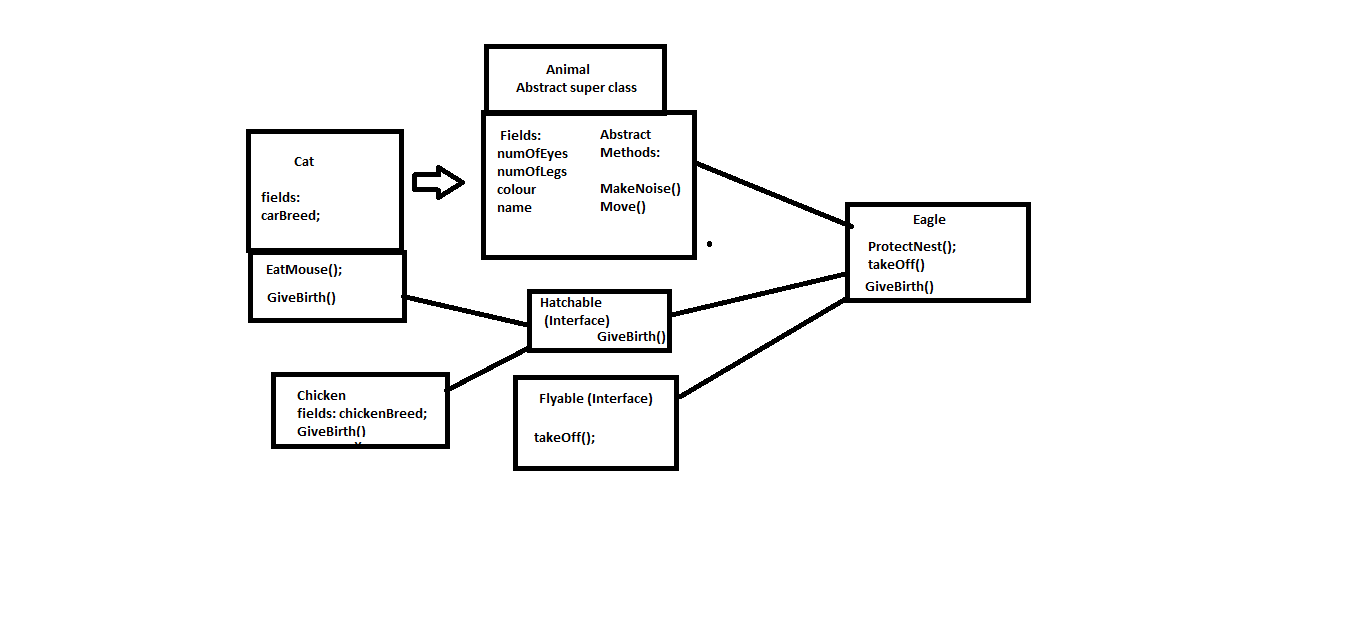 Animal
Abstract super class
Fields:
numOfEyes
numOfLegs
colour
name
Abstract
Methods:
MakeNoise()
Move()
Cat
fields:
carBreed;
EatMouse();
GiveBirth()
Eagle
ProtectNest();
takeOff()
GiveBirth()
Hatchable
(Interface)
GiveBirth()
Chicken
fields: chickenBreed;
GiveBirth()
Flyable (Interface)
takeOff();